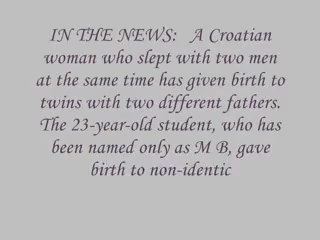 IN THE NEWS: A Croatian
woman who slept with two men
at the same time has given birth to
twins with two different fathers.
The 23-year-old student, who has
been named only as M B, gave
birth to non-identic